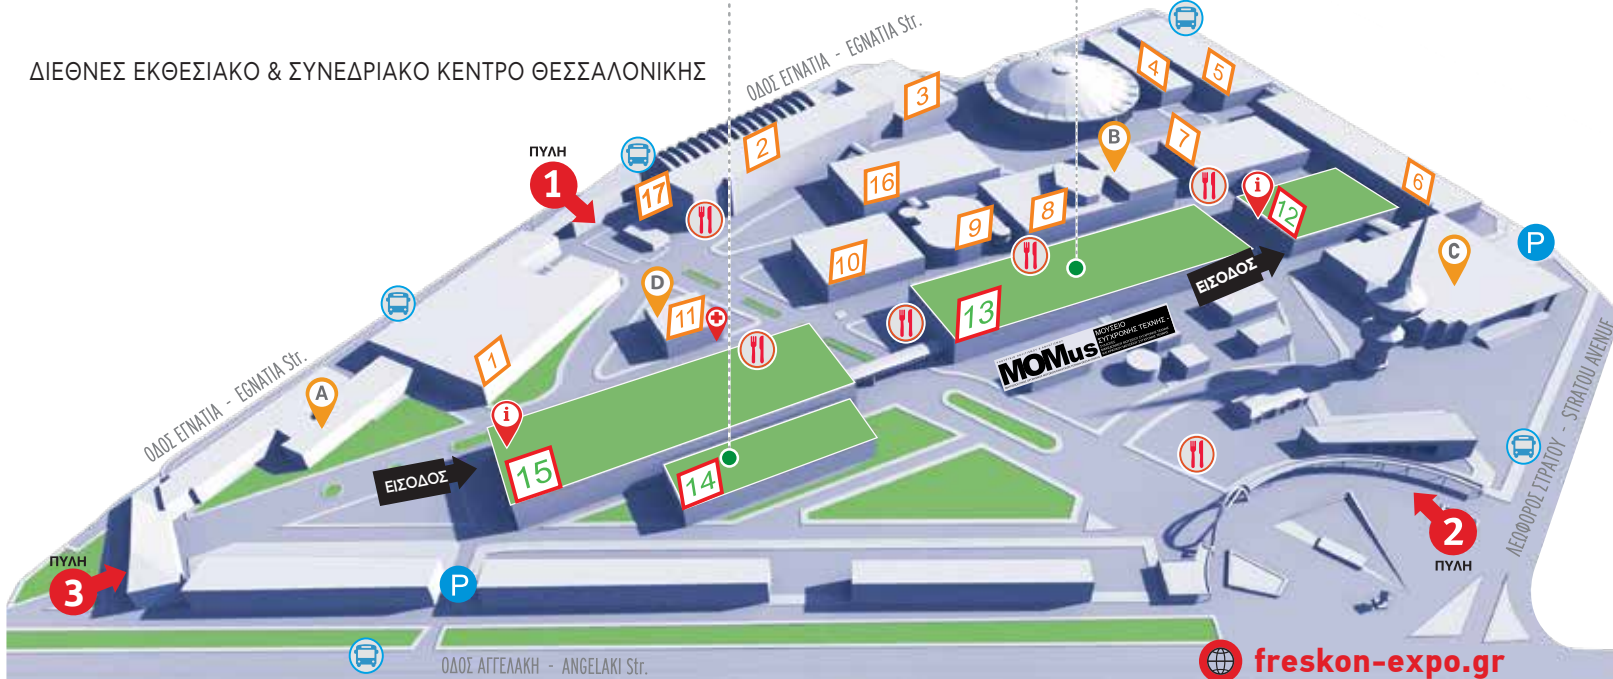 ΔΙΕΘΝΕΣ ΕΚΘΕΣΙΑΚΟ & ΣΥΝΕΔΡΙΑΚΟ ΚΕΝΤΡΟ ΘΕΣΣΑΛΟΝΙΚΗΣ
ΟΔΟΣ ΕΓΝΑΤΙΑ - EGNATIA Str.
4
5
3
2
B
7
ΠΥΛΗ
1
17
16
8
i
12
6
9
10
C
P
ΕΙΣΟΔΟΣ
D
11
13
ΜΟΥΣΕΙΟ
ΣΥΓΧΡΟΝΗΣ ΤΕΧΝΗΣ -
MOMus
1
ΟΔΟΣ ΕΓΝΑΤΙΑ - EGNATIA Str.
A
i
15
ΕΙΣΟΔΟΣ
14
ΛΕΩΦΟΡΟΣ ΣΤΡΑΤΟΥ - STRATOU AVENUE
2
ΠΥΛΗ
ΠΥΛΗ
3
P
ΟΔΟΣ ΑΓΓΕΛΑΚΗ - ANGELAKI Str.
freskon-expo.gr